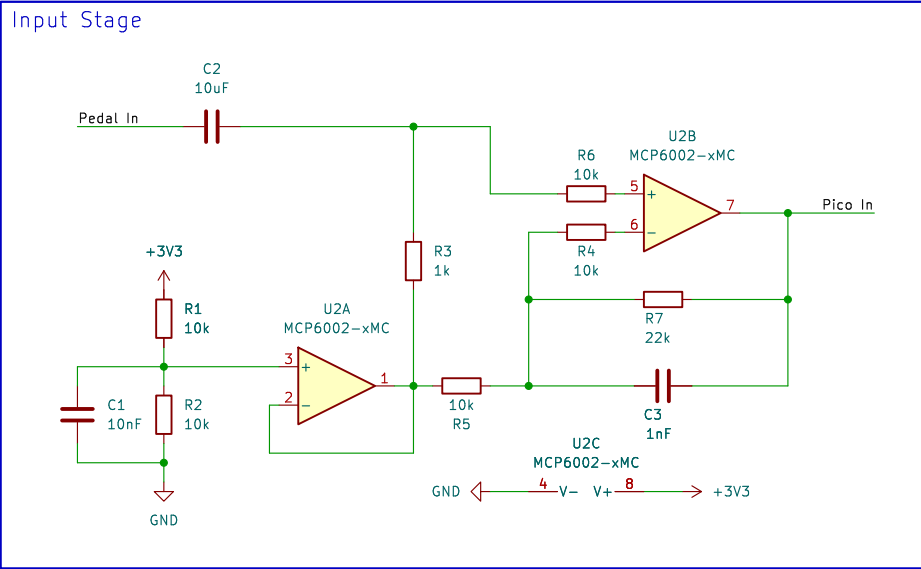 Input Stage
C2
10uF
Pedal In
U2B
MCP6002-xMC
R6
10k
5
+
7
Pico In
6
−
R4
10k
R3
1k
+3V3
R1
10k
U2A
MCP6002-xMC
R7
22k
3
+
1
2
−
C1
10nF
R2
10k
10k
R5
C3
1nF
U2C
MCP6002-xMC
GND
4
V−
V+
8
+3V3
GND